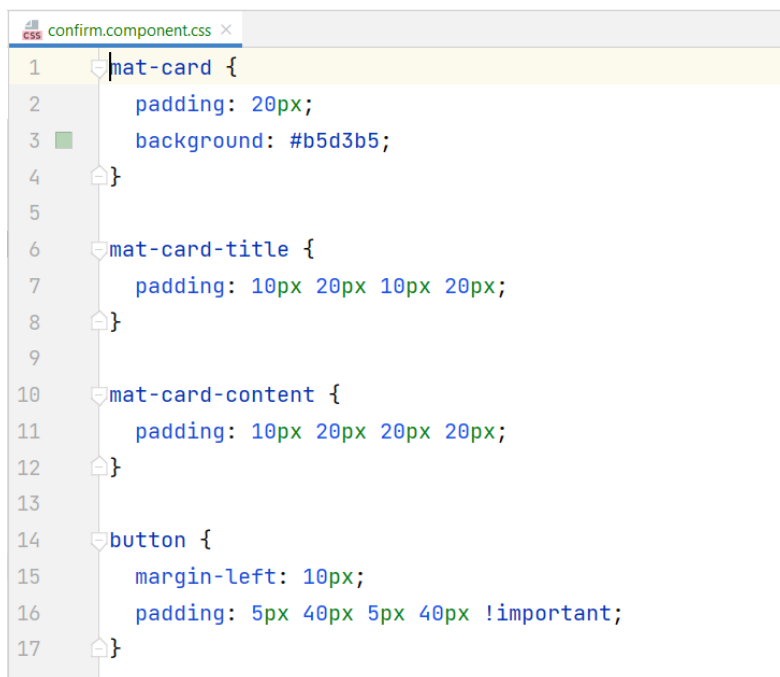 css confirm.component.css ×
1 mat-card {
2   padding: 20px;
3   background: #b5d3b5;
4 }
5
6 mat-card-title {
7   padding: 10px 20px 10px 20px;
8 }
9
10 mat-card-content {
11   padding: 10px 20px 20px 20px;
12 }
13
14 button {
15   margin-left: 10px;
16   padding: 5px 40px 5px 40px !important;
17 }